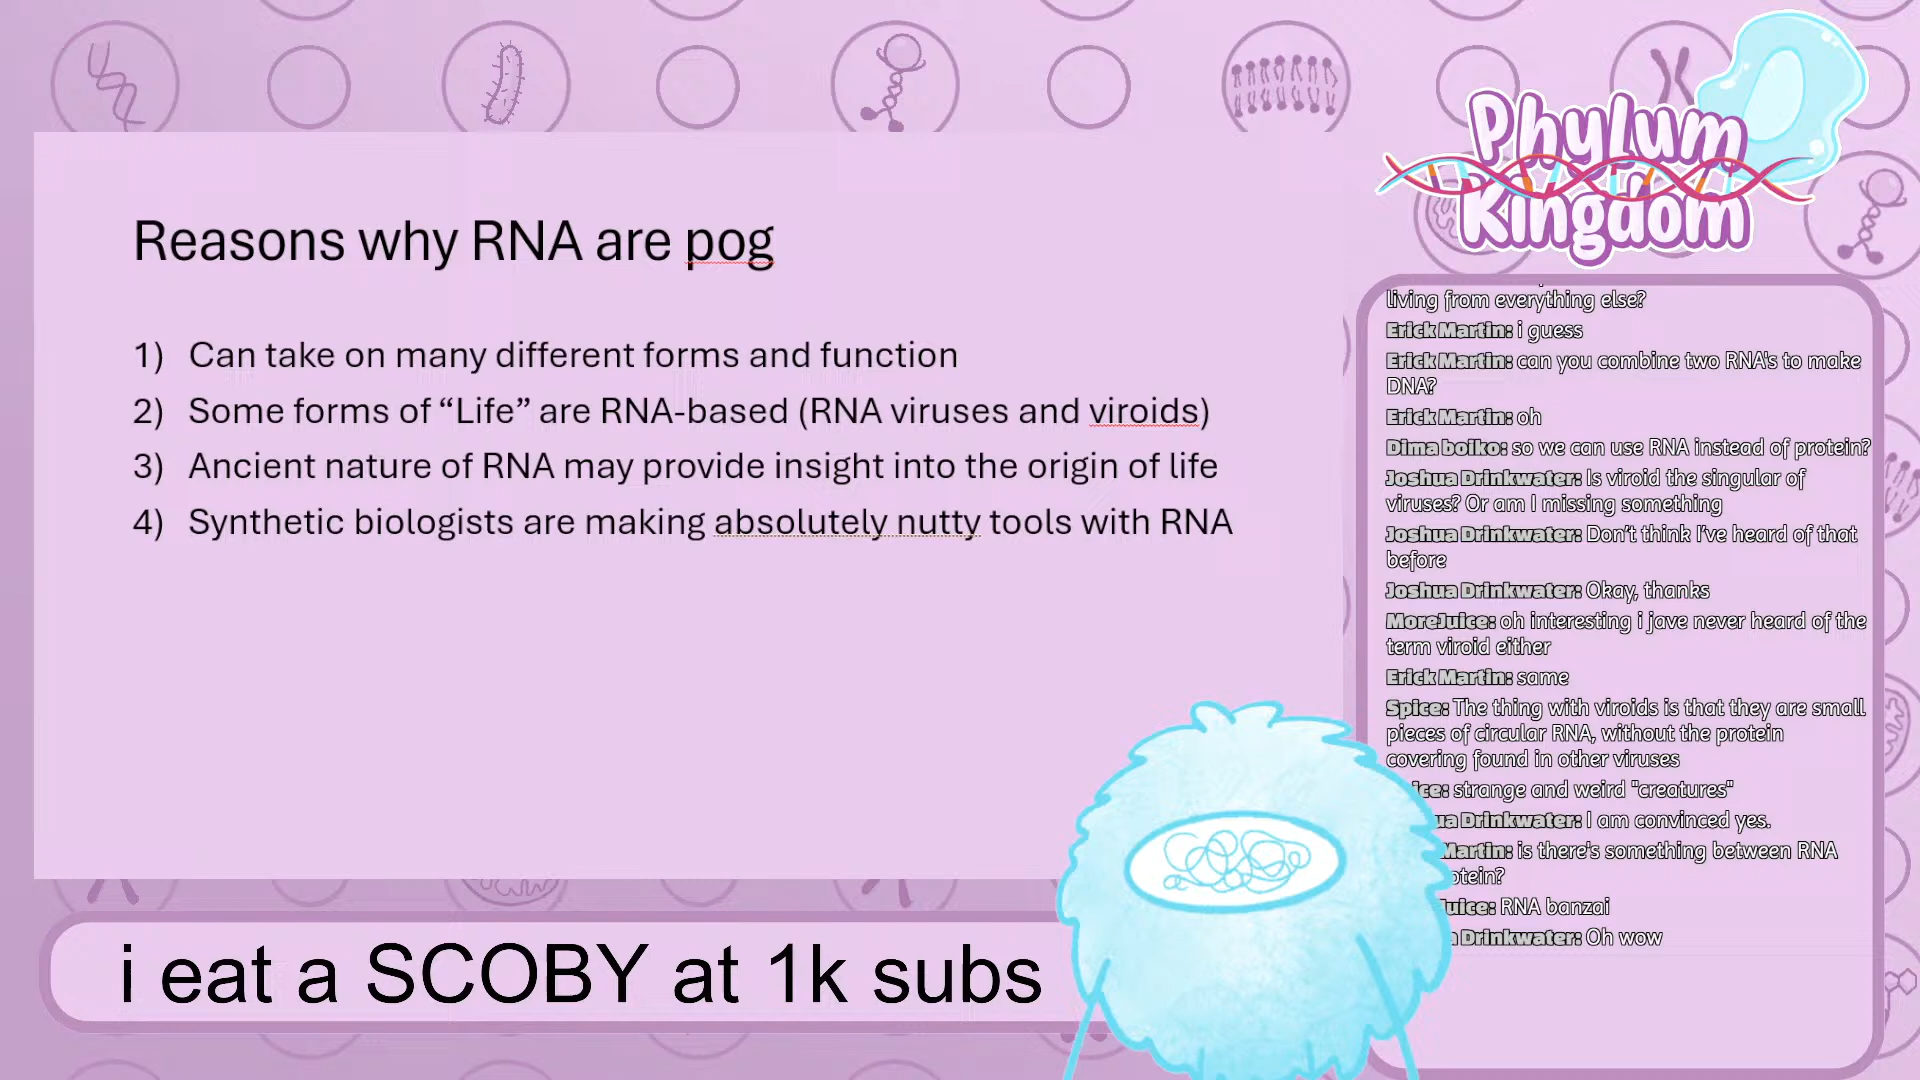 Phylum
Kingdom
Reasons why RNA are pog
1) Can take on many different forms and function
2) Some forms of “Life” are RNA-based (RNA viruses and viroids)
3) Ancient nature of RNA may provide insight into the origin of life
4) Synthetic biologists are making absolutely nutty tools with RNA
living from everything else?
Erick Martin: i guess
Erick Martin: can you combine two RNA's to make
DNA?
Erick Martin: oh
Dima boiko: so we can use RNA instead of protein?
Joshua Drinkwater: Is viroid the singular of
viruses? Or am I missing something
Joshua Drinkwater: Don't think I've heard of that
before
Joshua Drinkwater: Okay, thanks
MoreJuice: oh interesting i jave never heard of the
term viroid either
Erick Martin: same
Spice: The thing with viroids is that they are small
pieces of circular RNA, without the protein
covering found in other viruses
ice: strange and weird "creatures"
ua Drinkwater: I am convinced yes.
Martin: is there's something between RNA
otein?
uice: RNA banzai
a Drinkwater: Oh wow
i eat a SCOBY at 1k subs